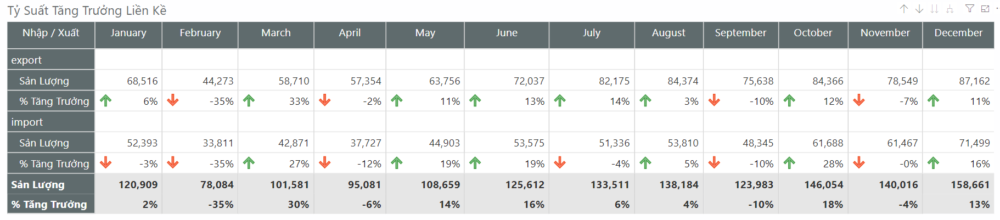 Tỷ Suất Tăng Trưởng Liền Kề
Nhập / Xuất January February March April May June July August September October November December
export
Sản Lượng 68,516 44,273 58,710 57,354 63,756 72,037 82,175 84,374 75,638 84,366 78,549 87,162
% Tăng Trưởng 6% -35% 33% -2% 11% 13% 14% 3% -10% 12% -7% 11%
import
Sản Lượng 52,393 33,811 42,871 37,727 44,903 53,575 51,336 53,810 48,345 61,688 61,467 71,499
% Tăng Trưởng -3% -35% 27% -12% 19% 19% -4% 5% -10% 28% -0% 16%
Sản Lượng 120,909 78,084 101,581 95,081 108,659 125,612 133,511 138,184 123,983 146,054 140,016 158,661
% Tăng Trưởng 2% -35% 30% -6% 14% 16% 6% 4% -10% 18% -4% 13%